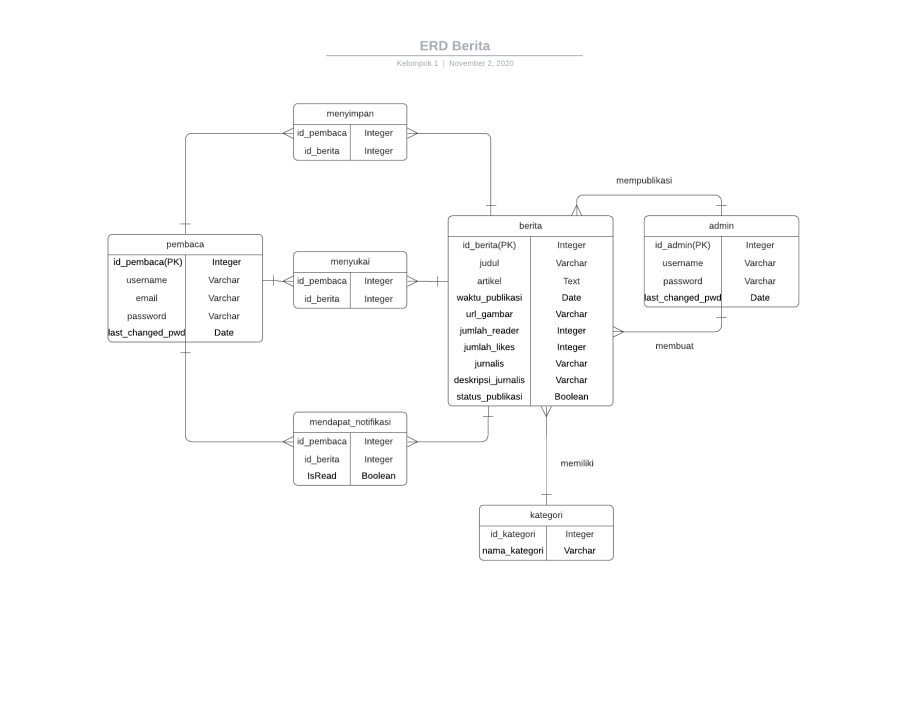 ERD Berita
Kelompok 1 | November 2, 2020
menyimpan
id_pembaca Integer
id_berita Integer
mempublikasi
pembaca
id_pembaca(PK) Integer
username Varchar
email Varchar
password Varchar
last_changed_pwd Date
menyukai
id_pembaca Integer
id_berita Integer
berita
id_berita(PK) Integer
judul Varchar
artikel Text
waktu_publikasi Date
url_gambar Varchar
jumlah_reader Integer
jumlah_likes Integer
jurnalis Varchar
deskripsi_jurnalis Varchar
status_publikasi Boolean
admin
id_admin(PK) Integer
username Varchar
password Varchar
last_changed_pwd Date
membuat
mendapat_notifikasi
id_pembaca Integer
id_berita Integer
IsRead Boolean
memiliki
kategori
id_kategori Integer
nama_kategori Varchar